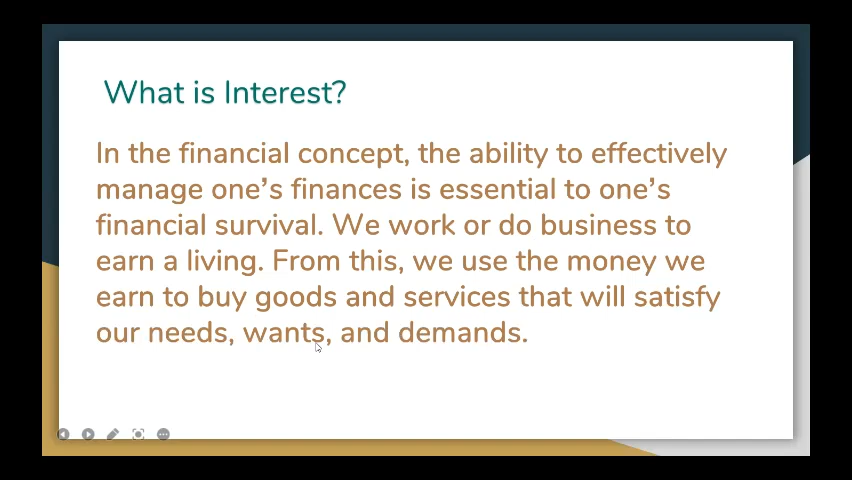 What is Interest?
In the financial concept, the ability to effectively
manage one’s finances is essential to one’s
financial survival. We work or do business to
earn a living. From this, we use the money we
earn to buy goods and services that will satisfy
our needs, wants, and demands.